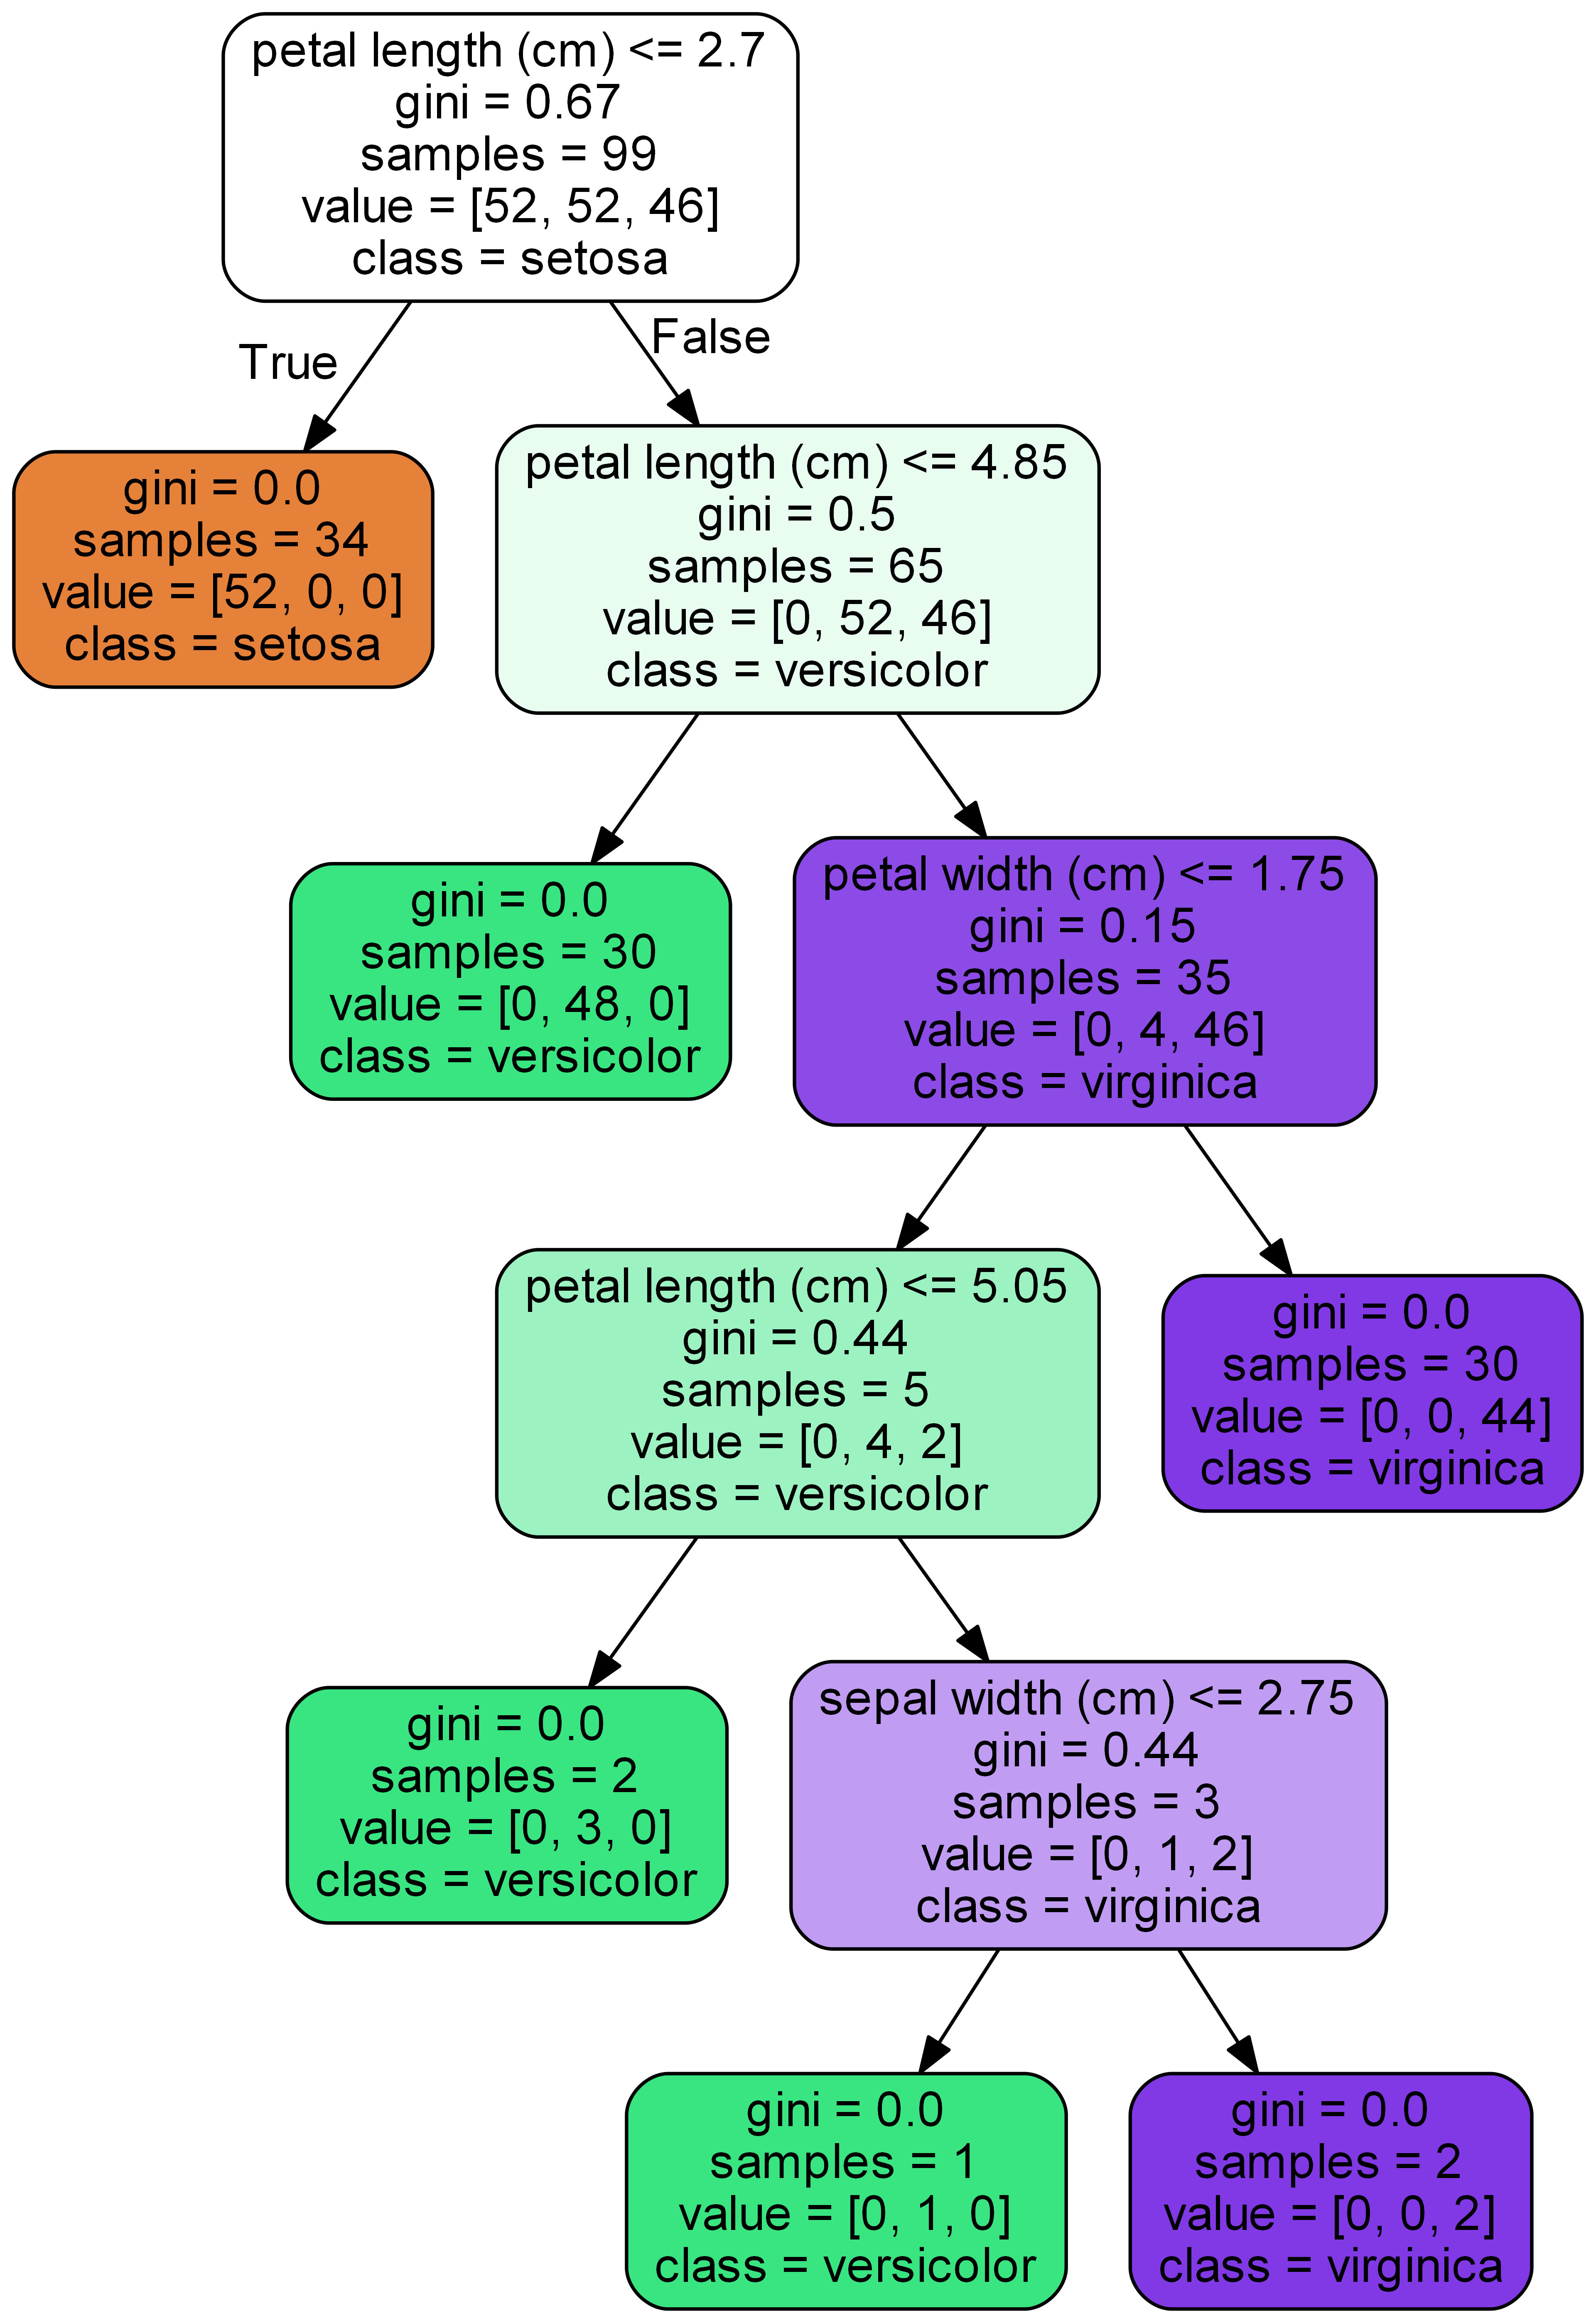 petal length (cm) <= 2.7
gini = 0.67
samples = 99
value = [52, 52, 46]
class = setosa
True
False
gini = 0.0
samples = 34
value = [52, 0, 0]
class = setosa
petal length (cm) <= 4.85
gini = 0.5
samples = 65
value = [0, 52, 46]
class = versicolor
gini = 0.0
samples = 30
value = [0, 48, 0]
class = versicolor
petal width (cm) <= 1.75
gini = 0.15
samples = 35
value = [0, 4, 46]
class = virginica
petal length (cm) <= 5.05
gini = 0.44
samples = 5
value = [0, 4, 2]
class = versicolor
gini = 0.0
samples = 30
value = [0, 0, 44]
class = virginica
gini = 0.0
samples = 2
value = [0, 3, 0]
class = versicolor
sepal width (cm) <= 2.75
gini = 0.44
samples = 3
value = [0, 1, 2]
class = virginica
gini = 0.0
samples = 1
value = [0, 1, 0]
class = versicolor
gini = 0.0
samples = 2
value = [0, 0, 2]
class = virginica